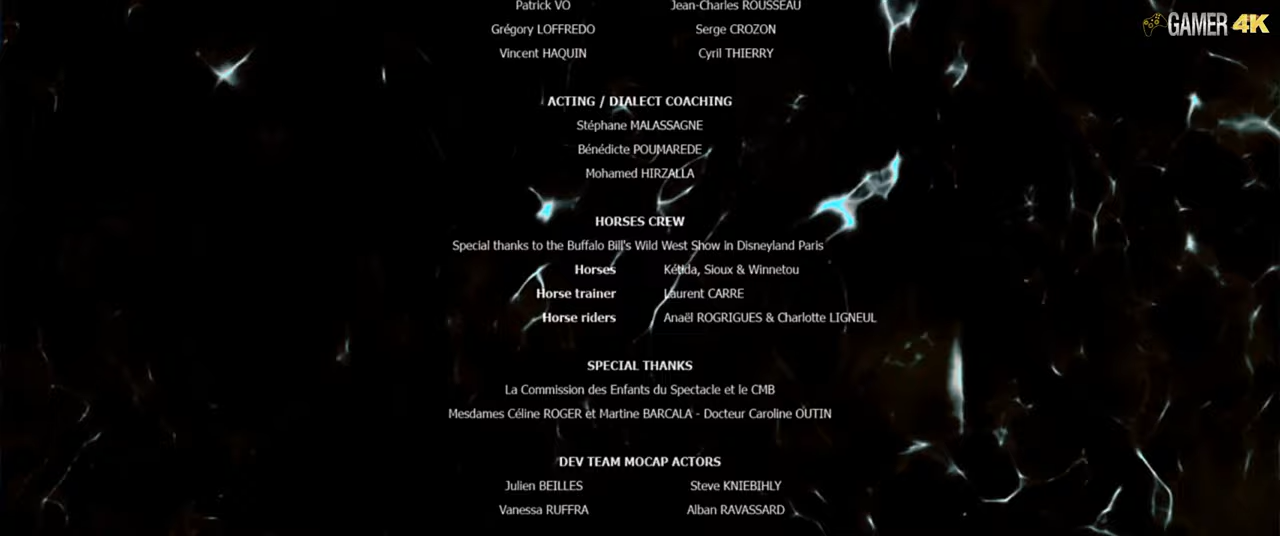 GAMER 4K
Patrick VO Jean-Charles ROUSSEAU
Grégory LOFFREDO Serge CROZON
Vincent HAQUIN Cyril THIERRY
ACTING / DIALECT COACHING
Stéphane MALASSAGNE
Bénédicte POUMAREDE
Mohamed HIRZALLA
HORSES CREW
Special thanks to the Buffalo Bill's Wild West Show in Disneyland Paris
Horses Kétida, Sioux & Winnetou
Horse trainer Laurent CARRE
Horse riders Anaël ROGRIGUES & Charlotte LIGNEUL
SPECIAL THANKS
La Commission des Enfants du Spectacle et le CMB
Mesdames Céline ROGER et Martine BARCALA - Docteur Caroline OUTIN
DEV TEAM MOCAP ACTORS
Julien BEILLES Steve KNIEBIHLY
Vanessa RUFFRA Alban RAVASSARD